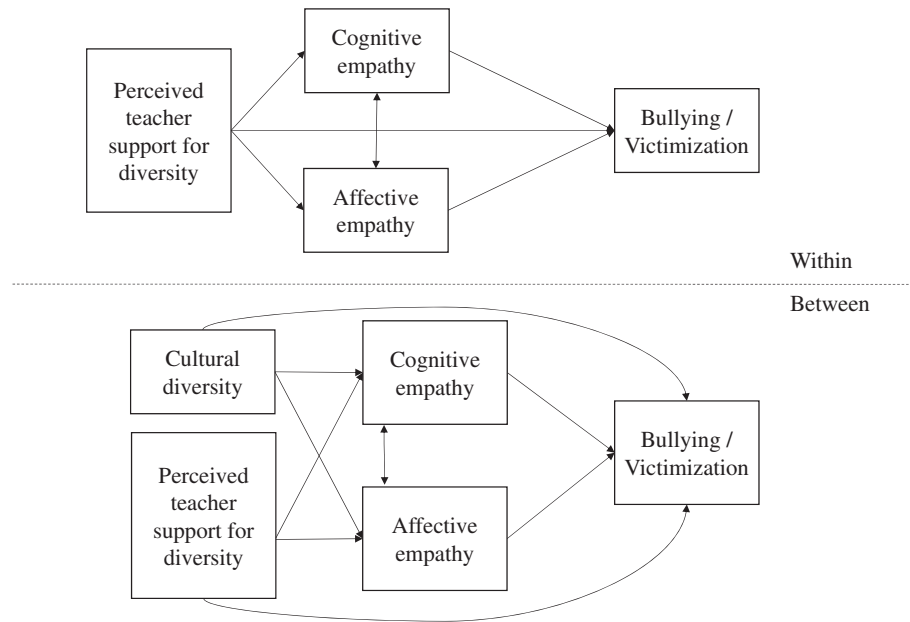 Cognitive
empathy
Perceived
teacher
support for
diversity
Bullying /
Victimization
Affective
empathy
Within
Between
Cultural
diversity
Cognitive
empathy
Bullying /
Victimization
Perceived
teacher
support for
diversity
Affective
empathy